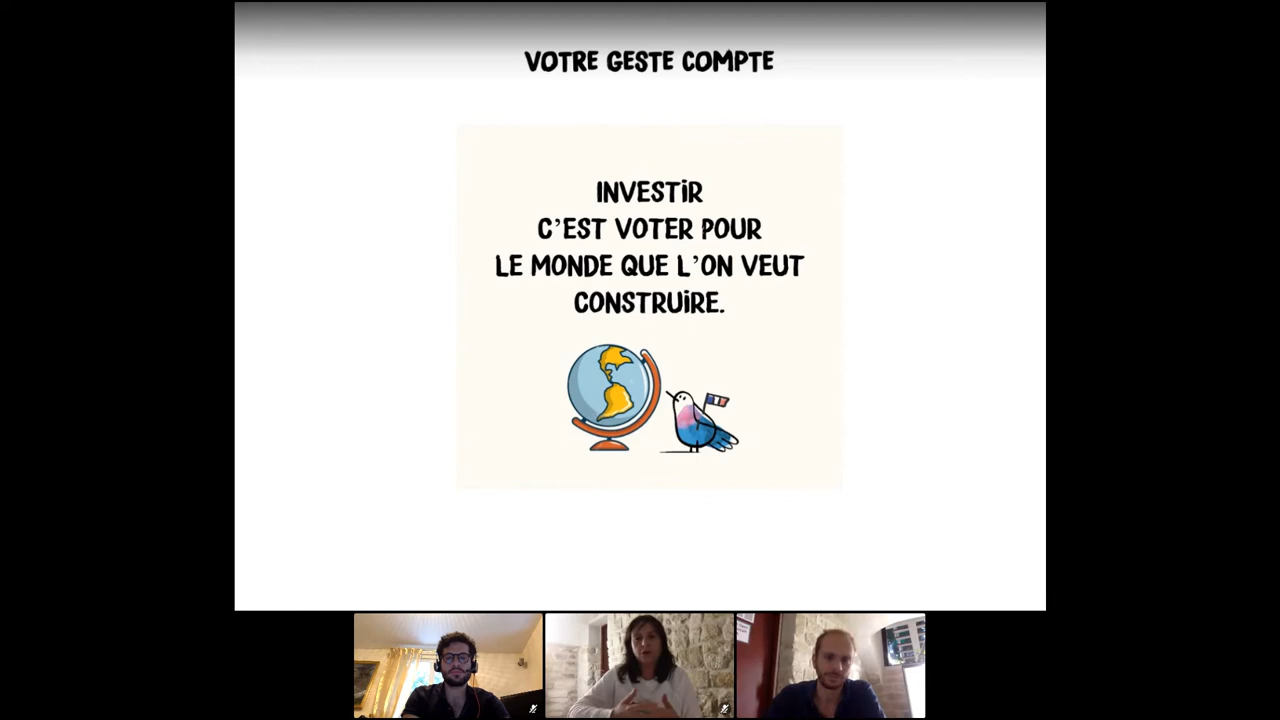 VOTRE GESTE COMPTE
INVESTIR
C'EST VOTER POUR
LE MONDE QUE L'ON VEUT
CONSTRUIRE.